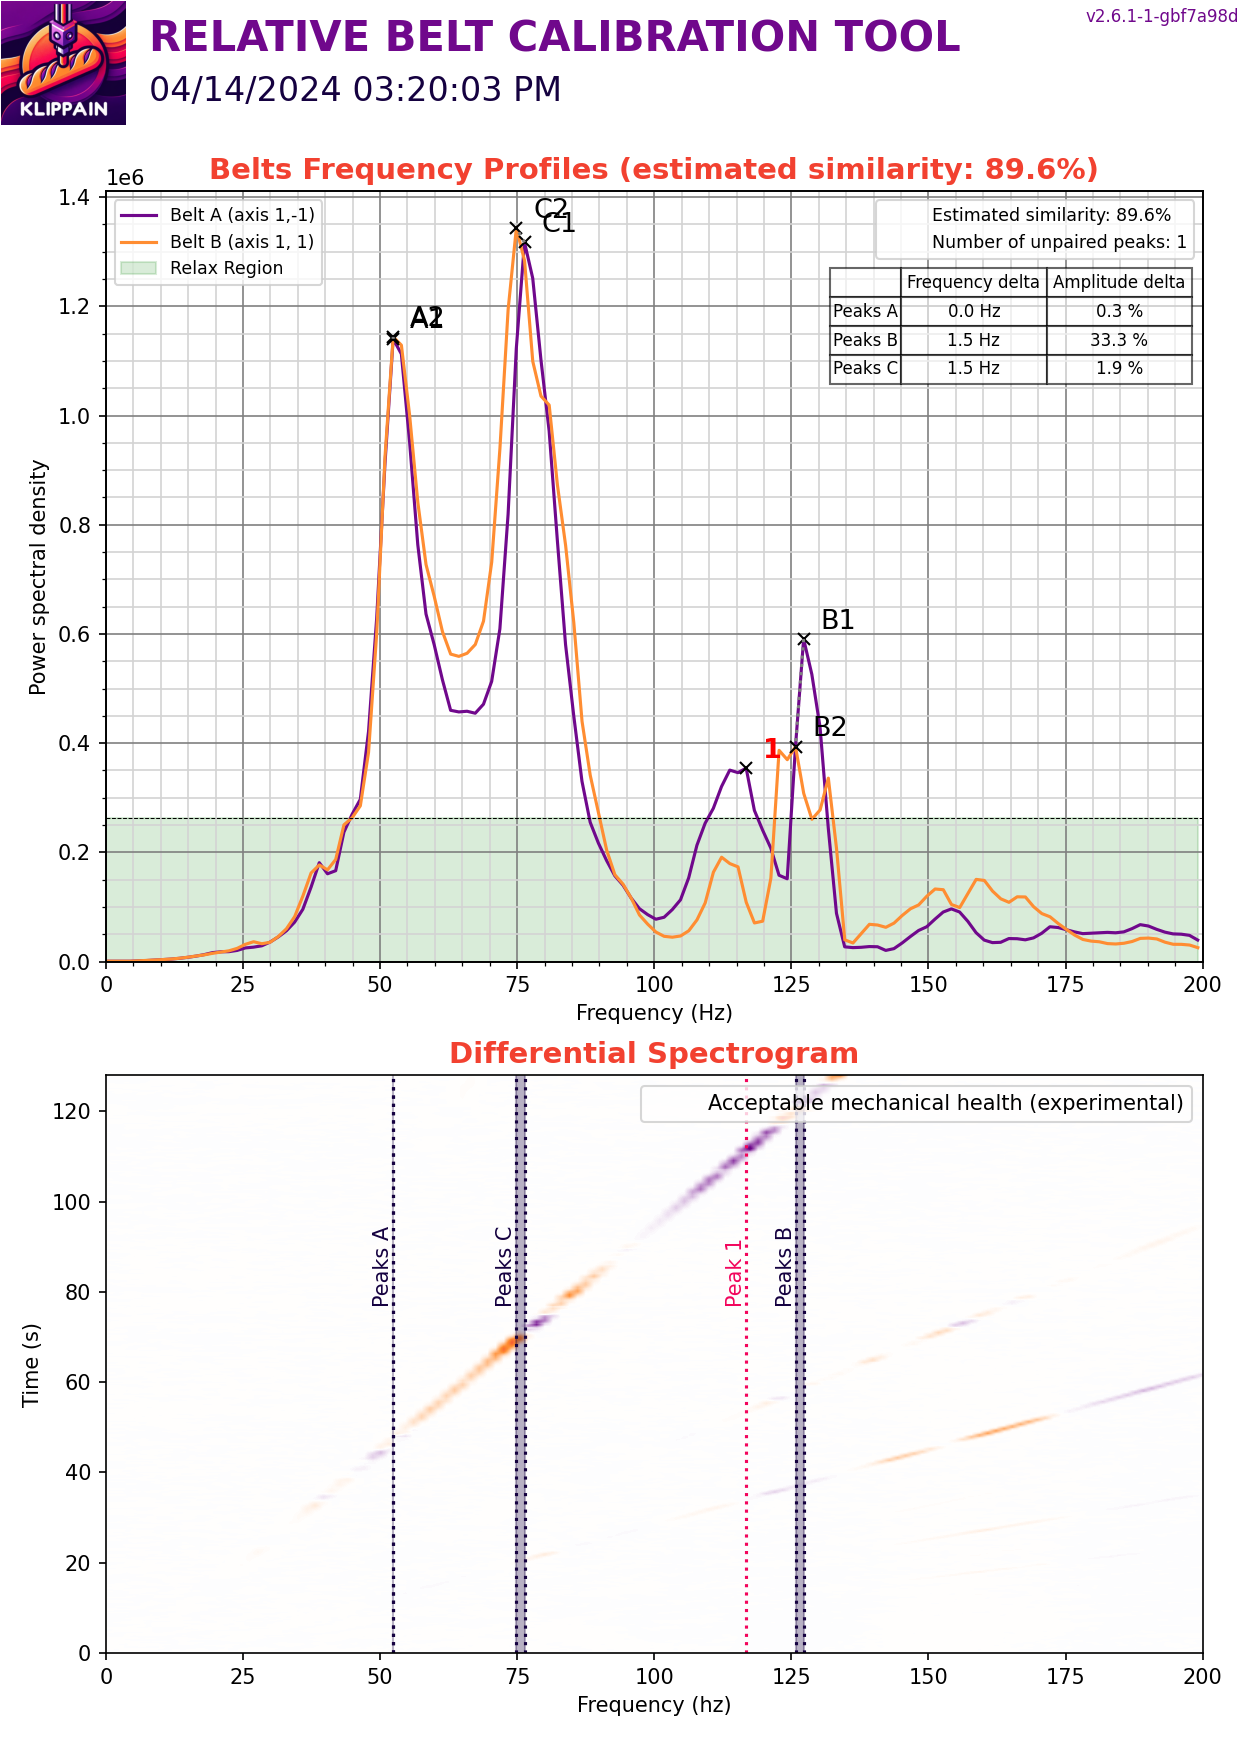 KLIPPAIN
RELATIVE BELT CALIBRATION TOOL
04/14/2024 03:20:03 PM
v2.6.1-1-gbf7a98d
Belts Frequency Profiles (estimated similarity: 89.6%)
1e6
1.4
1.2
1.0
0.8
0.6
0.4
0.2
0.0
Power spectral density
Belt A (axis 1,-1)
Belt B (axis 1, 1)
Relax Region
C2
C1
A1
A2
B1
B2
1
Estimated similarity: 89.6%
Number of unpaired peaks: 1
Frequency delta Amplitude delta
Peaks A 0.0 Hz 0.3 %
Peaks B 1.5 Hz 33.3 %
Peaks C 1.5 Hz 1.9 %
0 25 50 75 100 125 150 175 200
Frequency (Hz)
Differential Spectrogram
Acceptable mechanical health (experimental)
120
100
80
60
40
20
0
Time (s)
Peaks A
Peaks C
Peak 1
Peaks B
0 25 50 75 100 125 150 175 200
Frequency (hz)